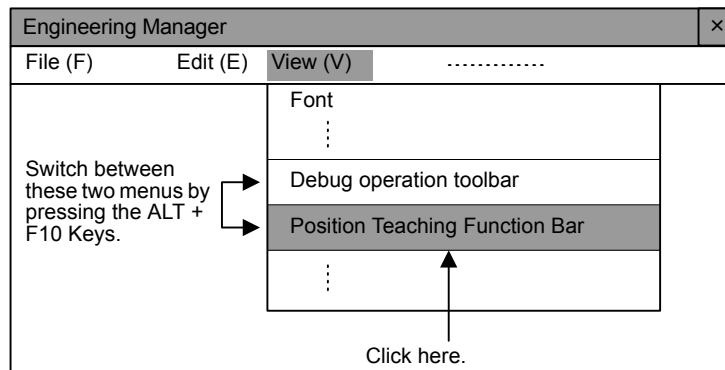 Engineering Manager ×
File (F) Edit (E) View (V) .............
Font
Switch between
these two menus by
pressing the ALT +
F10 Keys.
Debug operation toolbar
Position Teaching Function Bar
Click here.